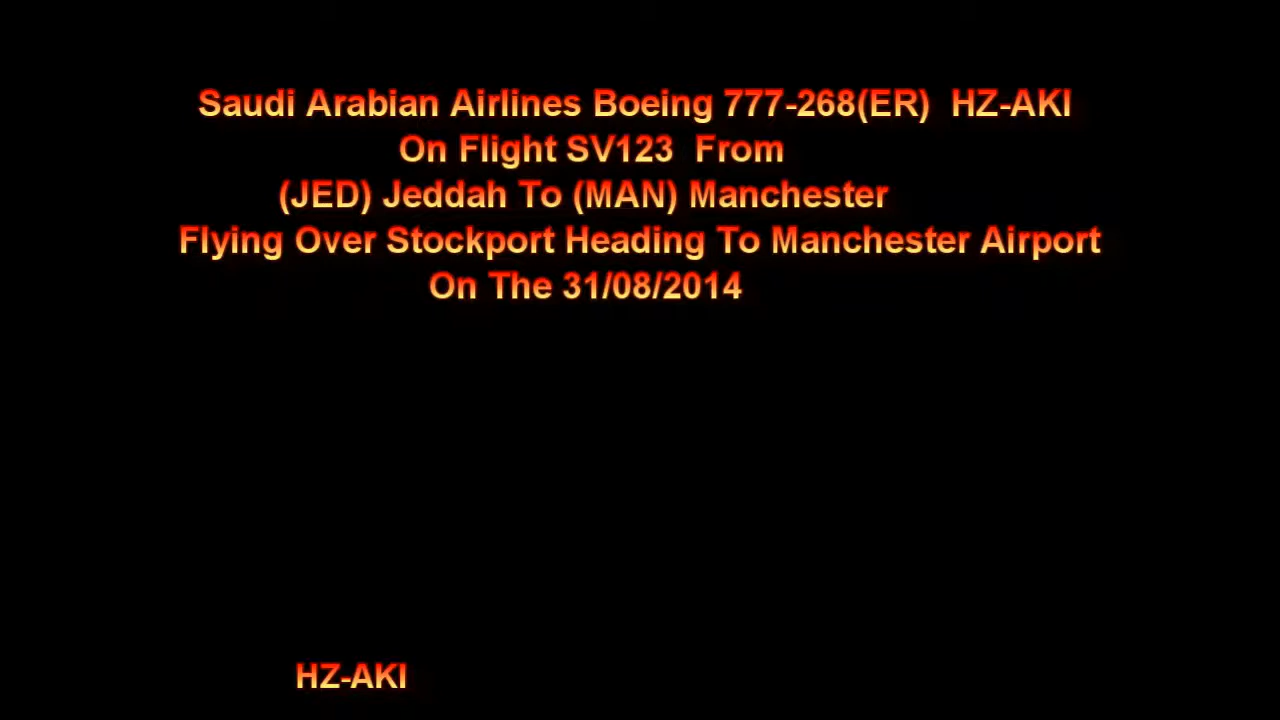 Saudi Arabian Airlines Boeing 777-268(ER) HZ-AKI
On Flight SV123 From
(JED) Jeddah To (MAN) Manchester
Flying Over Stockport Heading To Manchester Airport
On The 31/08/2014
HZ-AKI